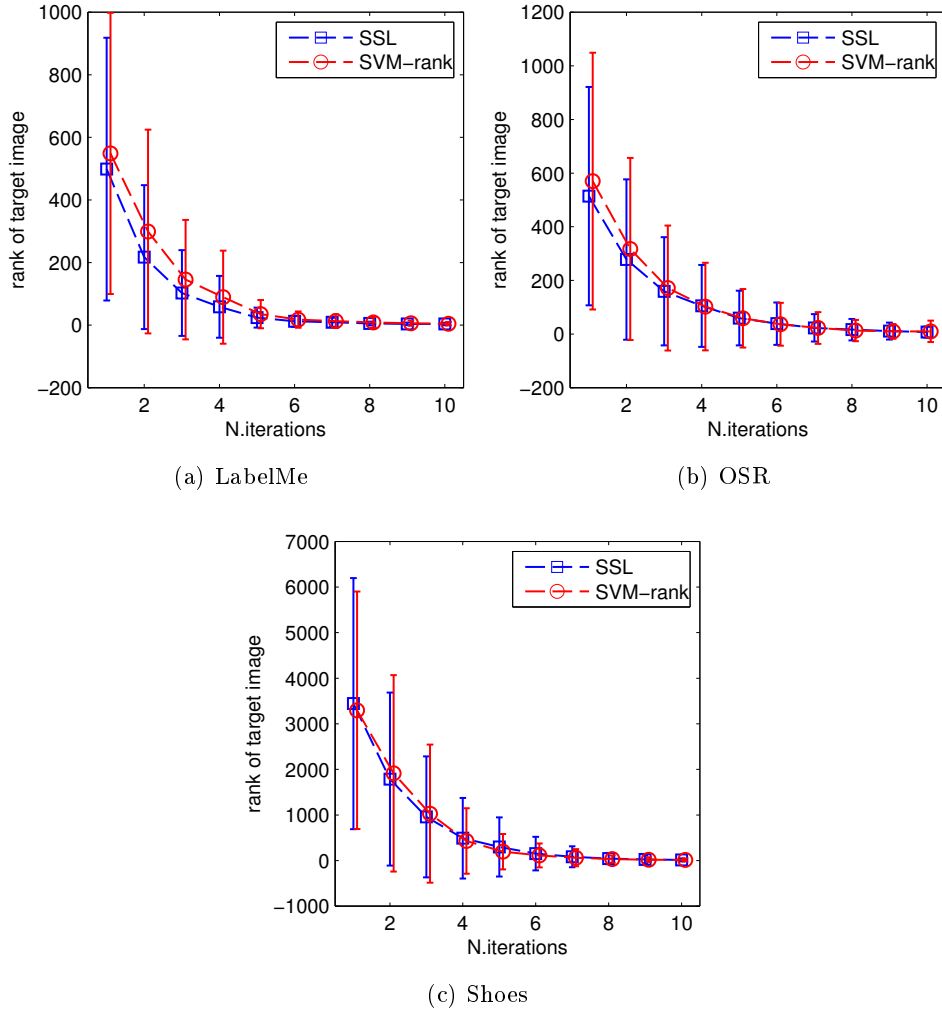 1000
800
600
400
200
0
−200
2 4 6 8 10
N.iterations
rank of target image
SSL
SVM−rank
(a) LabelMe
1200
1000
800
600
400
200
0
−200
2 4 6 8 10
N.iterations
rank of target image
SSL
SVM−rank
(b) OSR
7000
6000
5000
4000
3000
2000
1000
0
−1000
2 4 6 8 10
N.iterations
rank of target image
SSL
SVM−rank
(c) Shoes